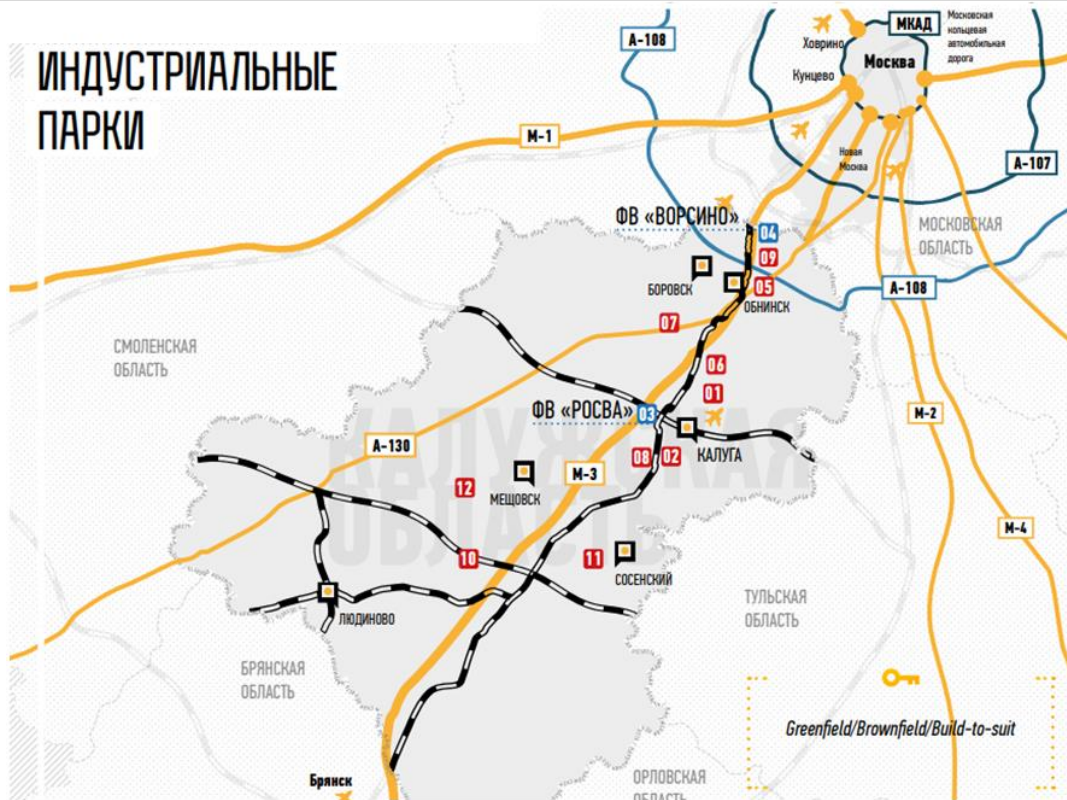 ИНДУСТРИАЛЬНЫЕ
ПАРКИ
А-108
МКАД
Московская
кольцевая
автомобильная
дорога
Ховрино
Москва
Кунцево
М-1
Новая
Москва
А-107
ФВ «ВОРСИНО»
04
МОСКОВСКАЯ
ОБЛАСТЬ
09
БОРОВСК
05
А-108
ОБНИНСК
07
СМОЛЕНСКАЯ
ОБЛАСТЬ
06
01
ФВ «РОСВА»
03
М-2
КАЛУЖСКАЯ
ОБЛАСТЬ
А-130
КАЛУГА
08
02
М-3
12
МЕЩОВСК
М-4
10
11
СОСЕНСКИЙ
ЛЮДИНОВО
ТУЛЬСКАЯ
ОБЛАСТЬ
БРЯНСКАЯ
ОБЛАСТЬ
Greenfield/Brownfield/Build-to-suit
Брянск
ОРЛОВСКАЯ
ОБЛАСТЬ